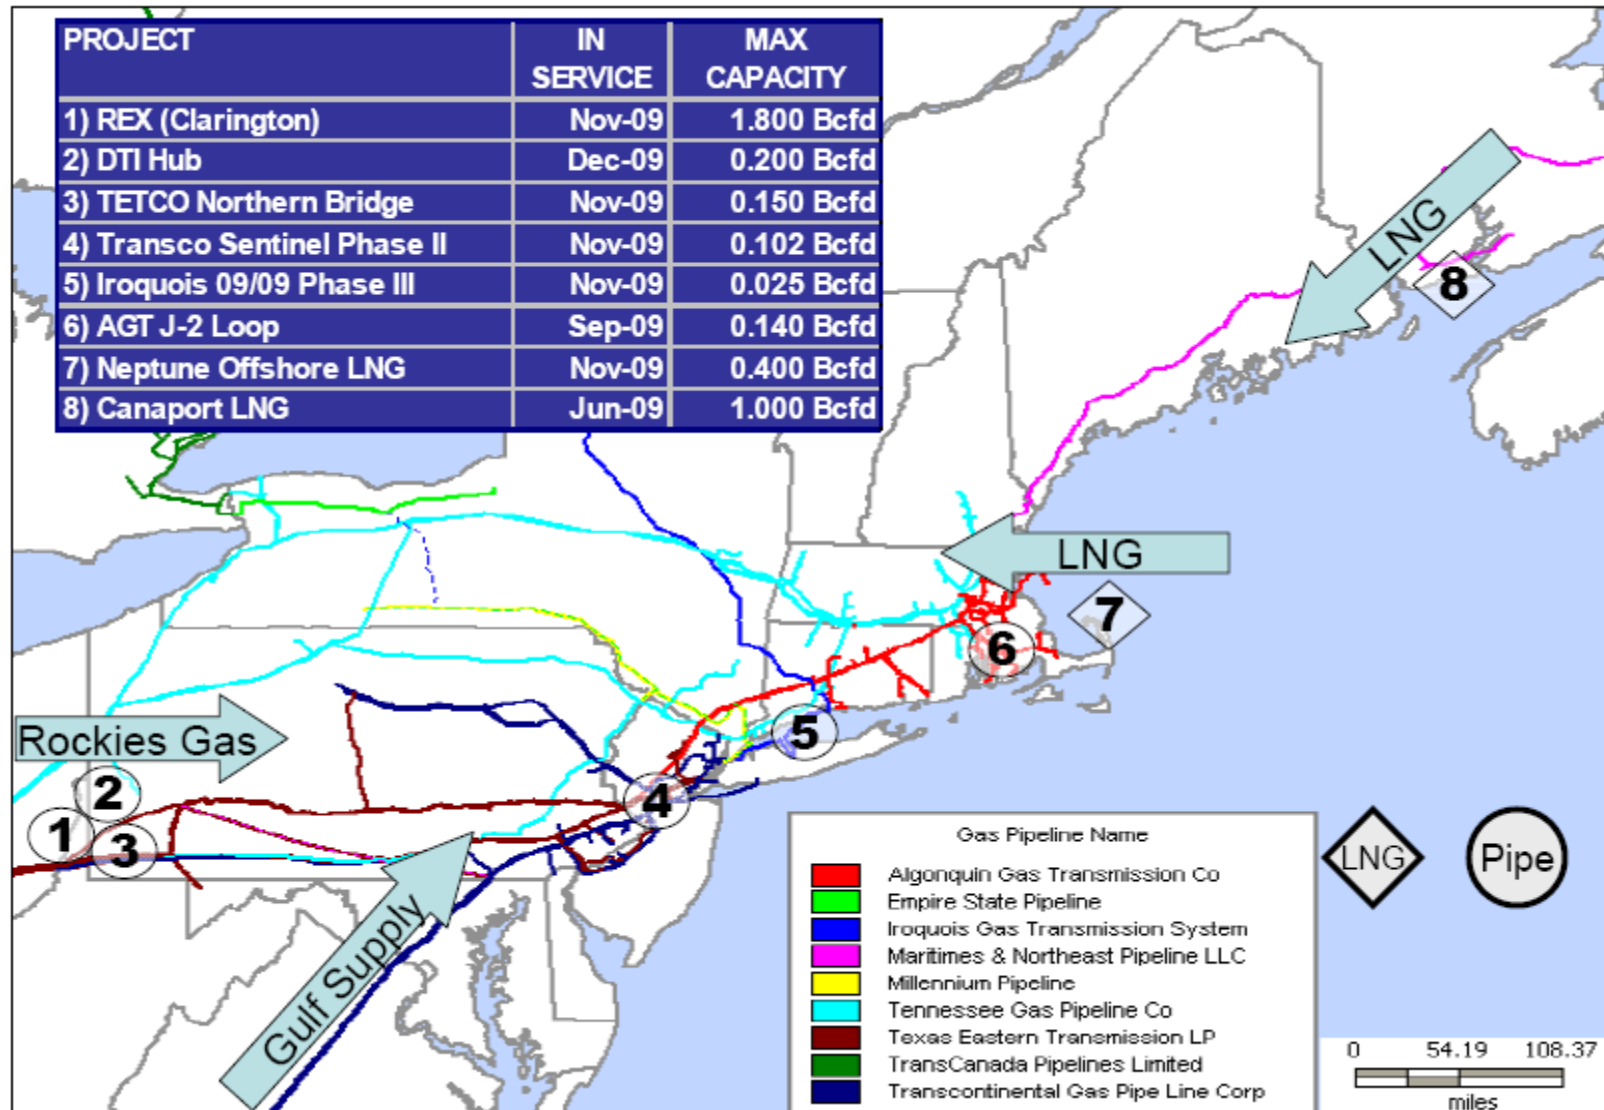 PROJECT IN SERVICE MAX CAPACITY
1) REX (Clarington) Nov-09 1.800 Bcfd
2) DTI Hub Dec-09 0.200 Bcfd
3) TETCO Northern Bridge Nov-09 0.150 Bcfd
4) Transco Sentinel Phase II Nov-09 0.102 Bcfd
5) Iroquois 09/09 Phase III Nov-09 0.025 Bcfd
6) AGT J-2 Loop Sep-09 0.140 Bcfd
7) Neptune Offshore LNG Nov-09 0.400 Bcfd
8) Canaport LNG Jun-09 1.000 Bcfd
LNG
8
LNG
7
6
Rockies Gas
5
2
4
1
3
Gulf Supply
Gas Pipeline Name
Algonquin Gas Transmission Co
Empire State Pipeline
Iroquois Gas Transmission System
Maritimes & Northeast Pipeline LLC
Millennium Pipeline
Tennessee Gas Pipeline Co
Texas Eastern Transmission LP
TransCanada Pipelines Limited
Transcontinental Gas Pipe Line Corp
LNG Pipe
0 54.19 108.37
miles